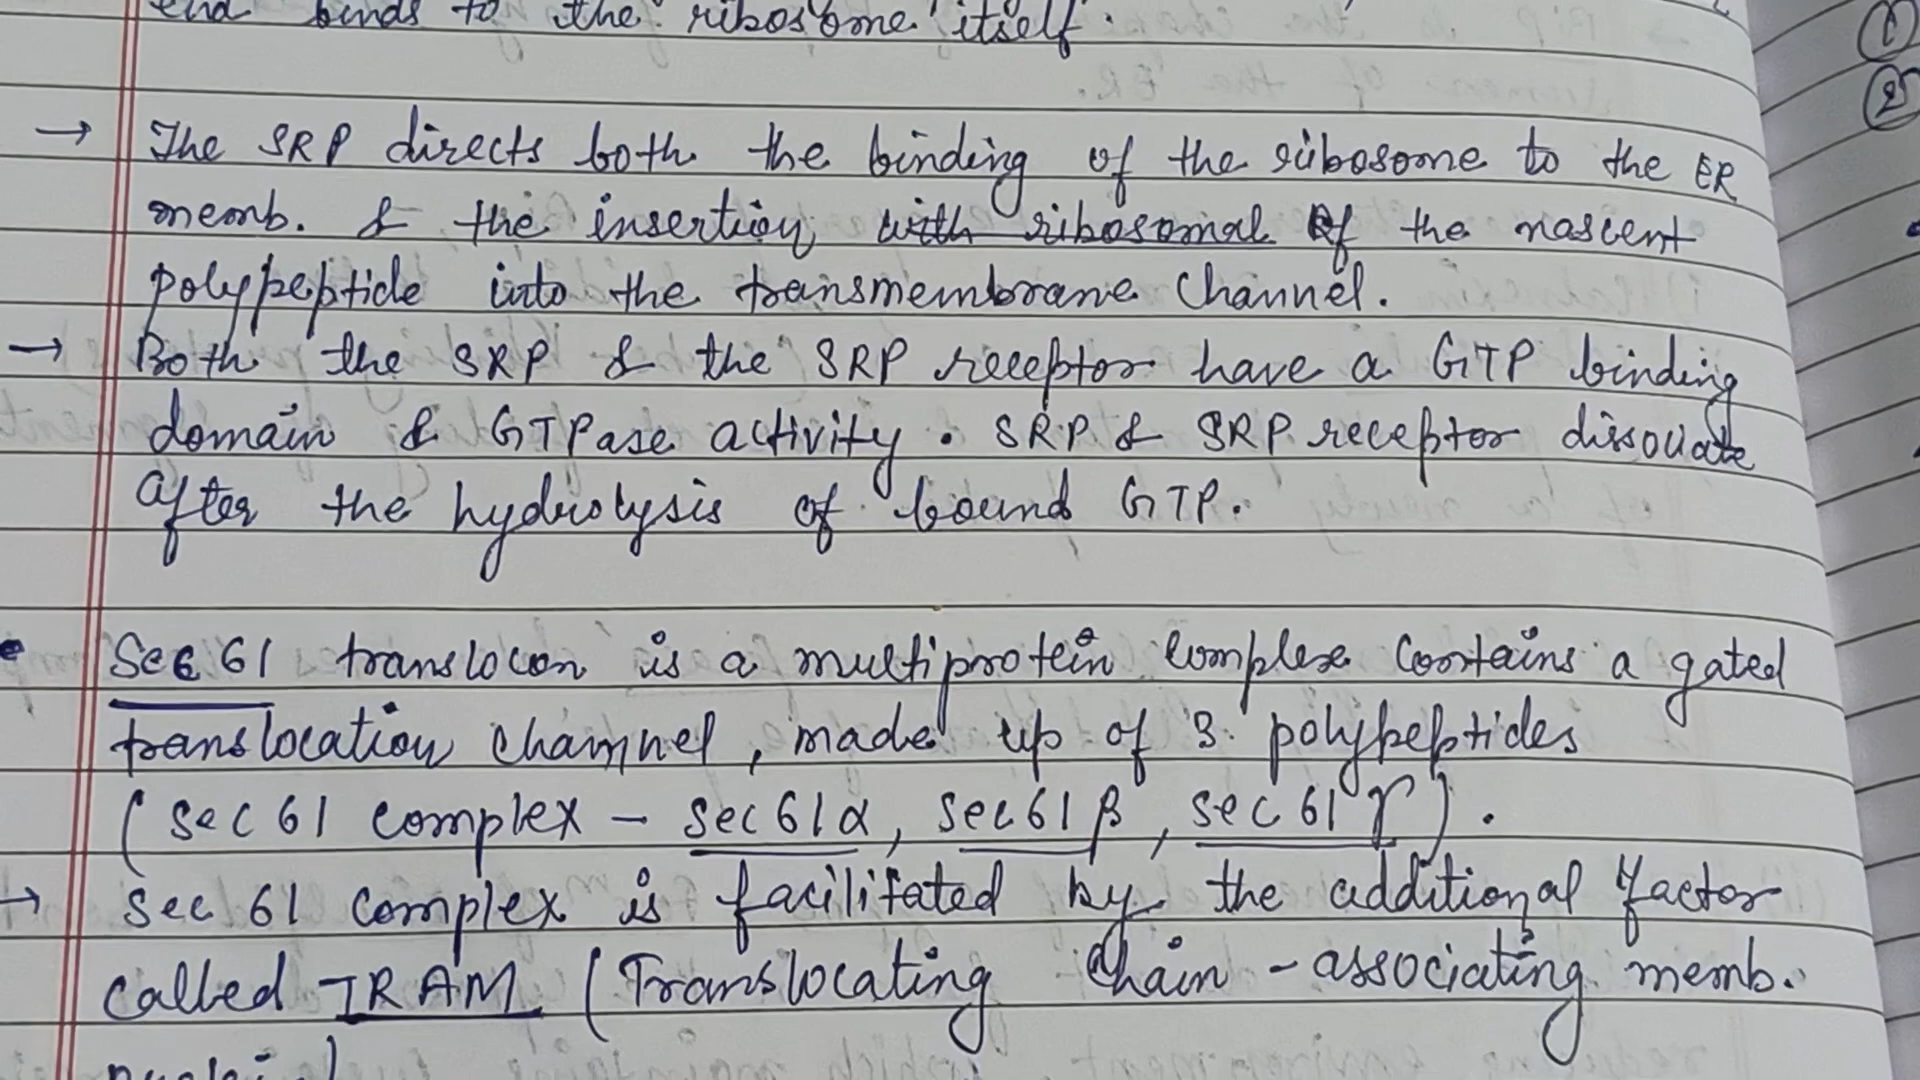 end binds to the ribosome itself.
→ The SRP directs both the binding of the ribosome to the ER
memb. & the insertion with ribosomal of the nascent
polypeptide into the transmembrane channel.
→ Both the SRP & the SRP receptor have a GTP binding
domain & GTPase activity. SRP & SRP receptor dissociate
after the hydrolysis of bound GTP.
• Sec 61 translocon is a multiprotein complex contains a gated
translocation channel, made up of 3 polypeptides
(sec 61 complex - sec61α, sec61β, sec61γ).
→ Sec 61 complex is facilitated by the additional factor
called TRAM (Translocating chain-associating memb.
①
②